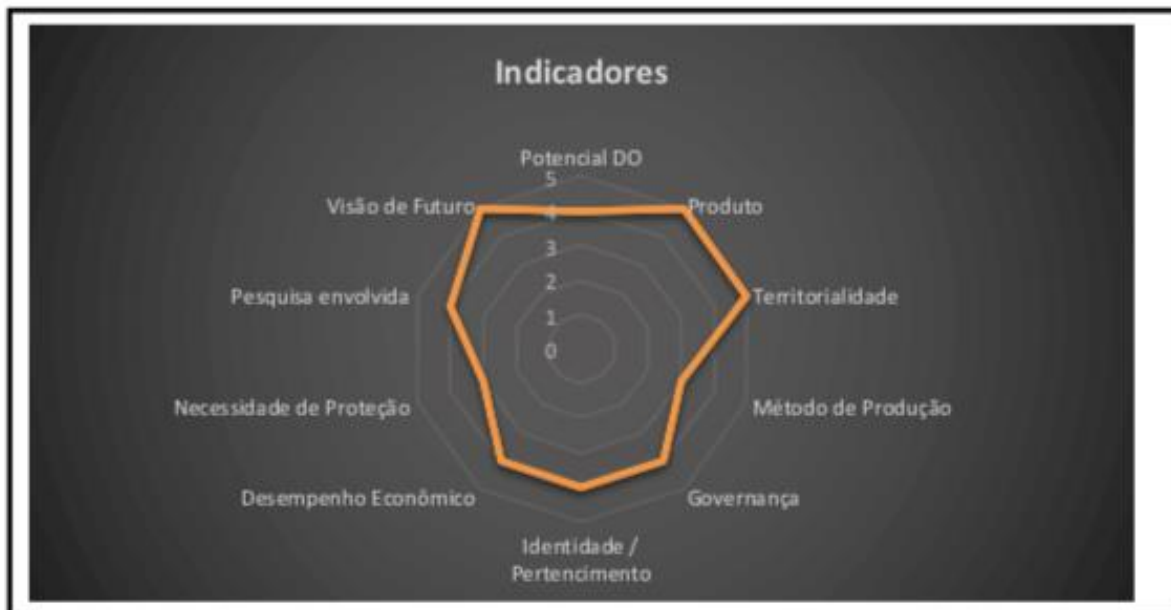 Indicadores
Potencial DO
5
Visão de Futuro
4
Produto
3
Pesquisa envolvida
2
Territorialidade
1
0
Necessidade de Proteção
Método de Produção
Desempenho Econômico
Governança
Identidade /
Pertencimento